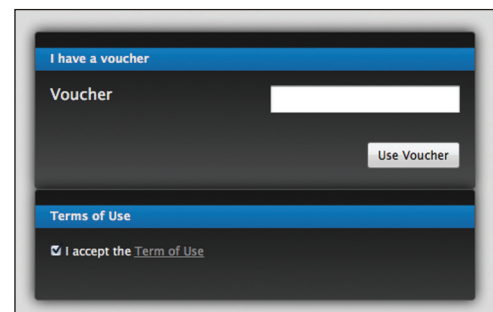 I have a voucher
Voucher
Use Voucher
Terms of Use
I accept the Term of Use